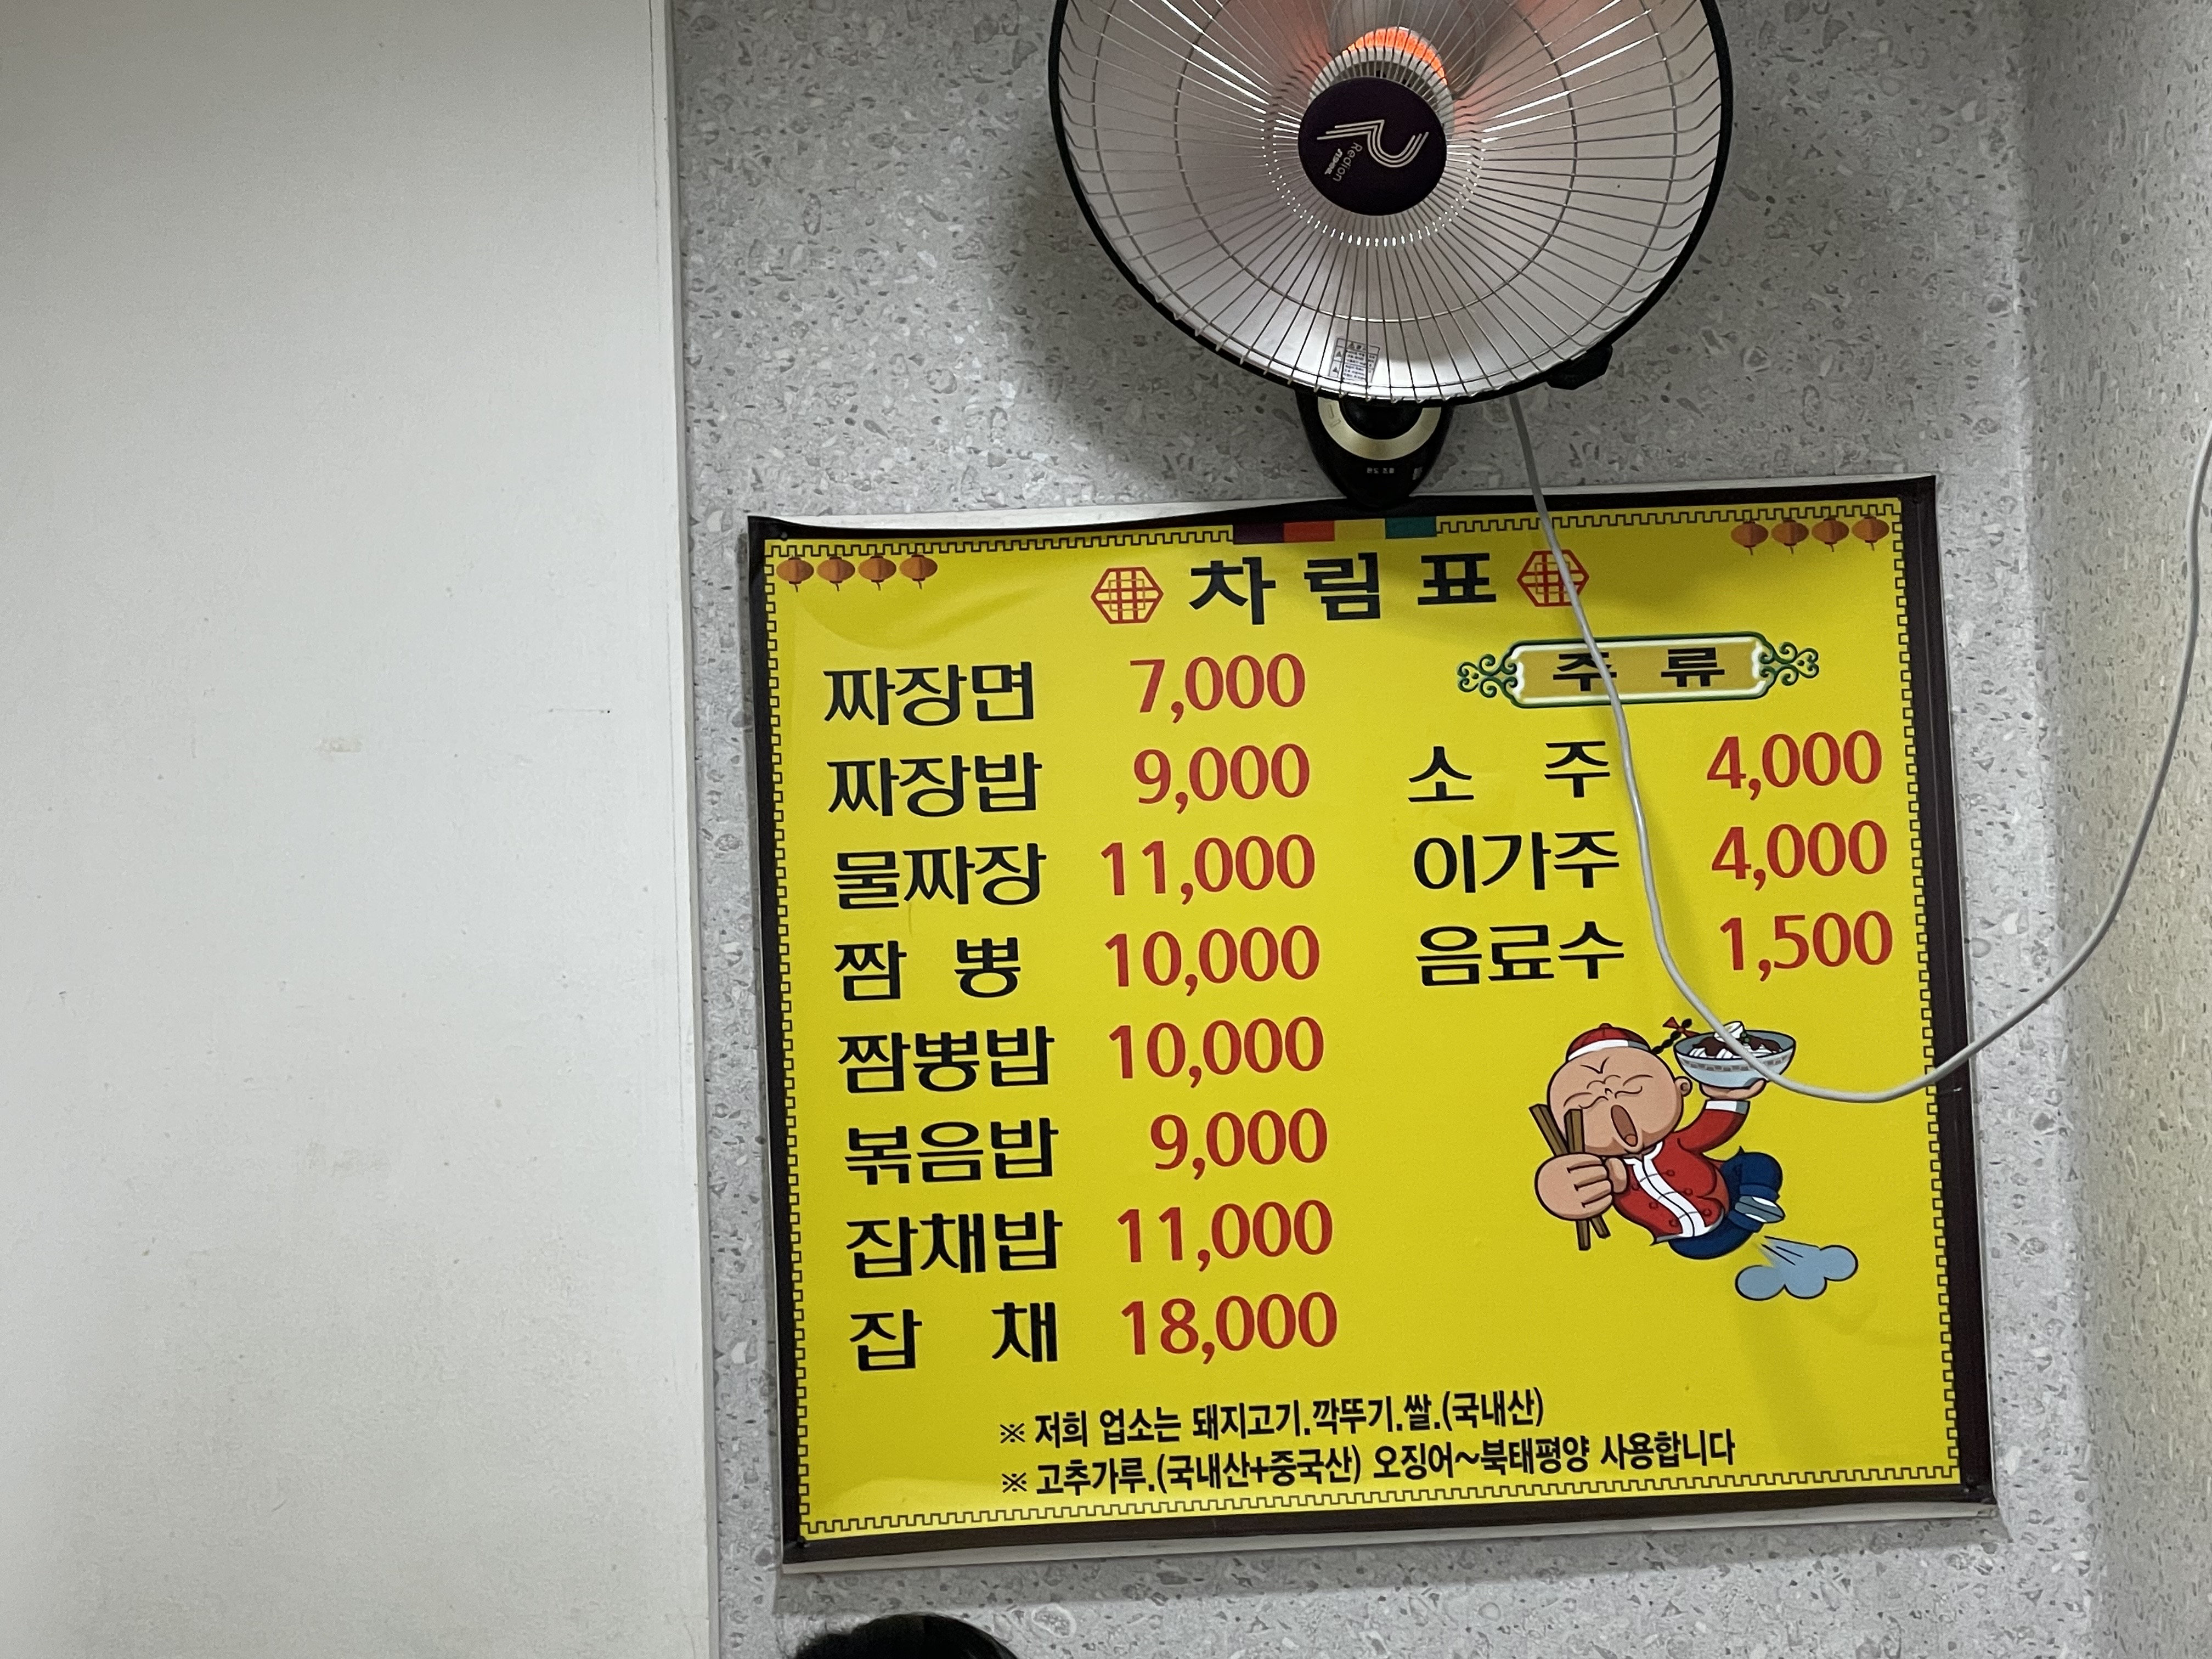 Redion
차림표
짜장면 7,000
짜장밥 9,000
물짜장 11,000
짬 뽕 10,000
짬뽕밥 10,000
볶음밥 9,000
잡채밥 11,000
잡 채 18,000
주 류
소 주 4,000
이가주 4,000
음료수 1,500
※ 저희 업소는 돼지고기.깍뚜기.쌀.(국내산)
※ 고추가루.(국내산+중국산) 오징어~북태평양 사용합니다